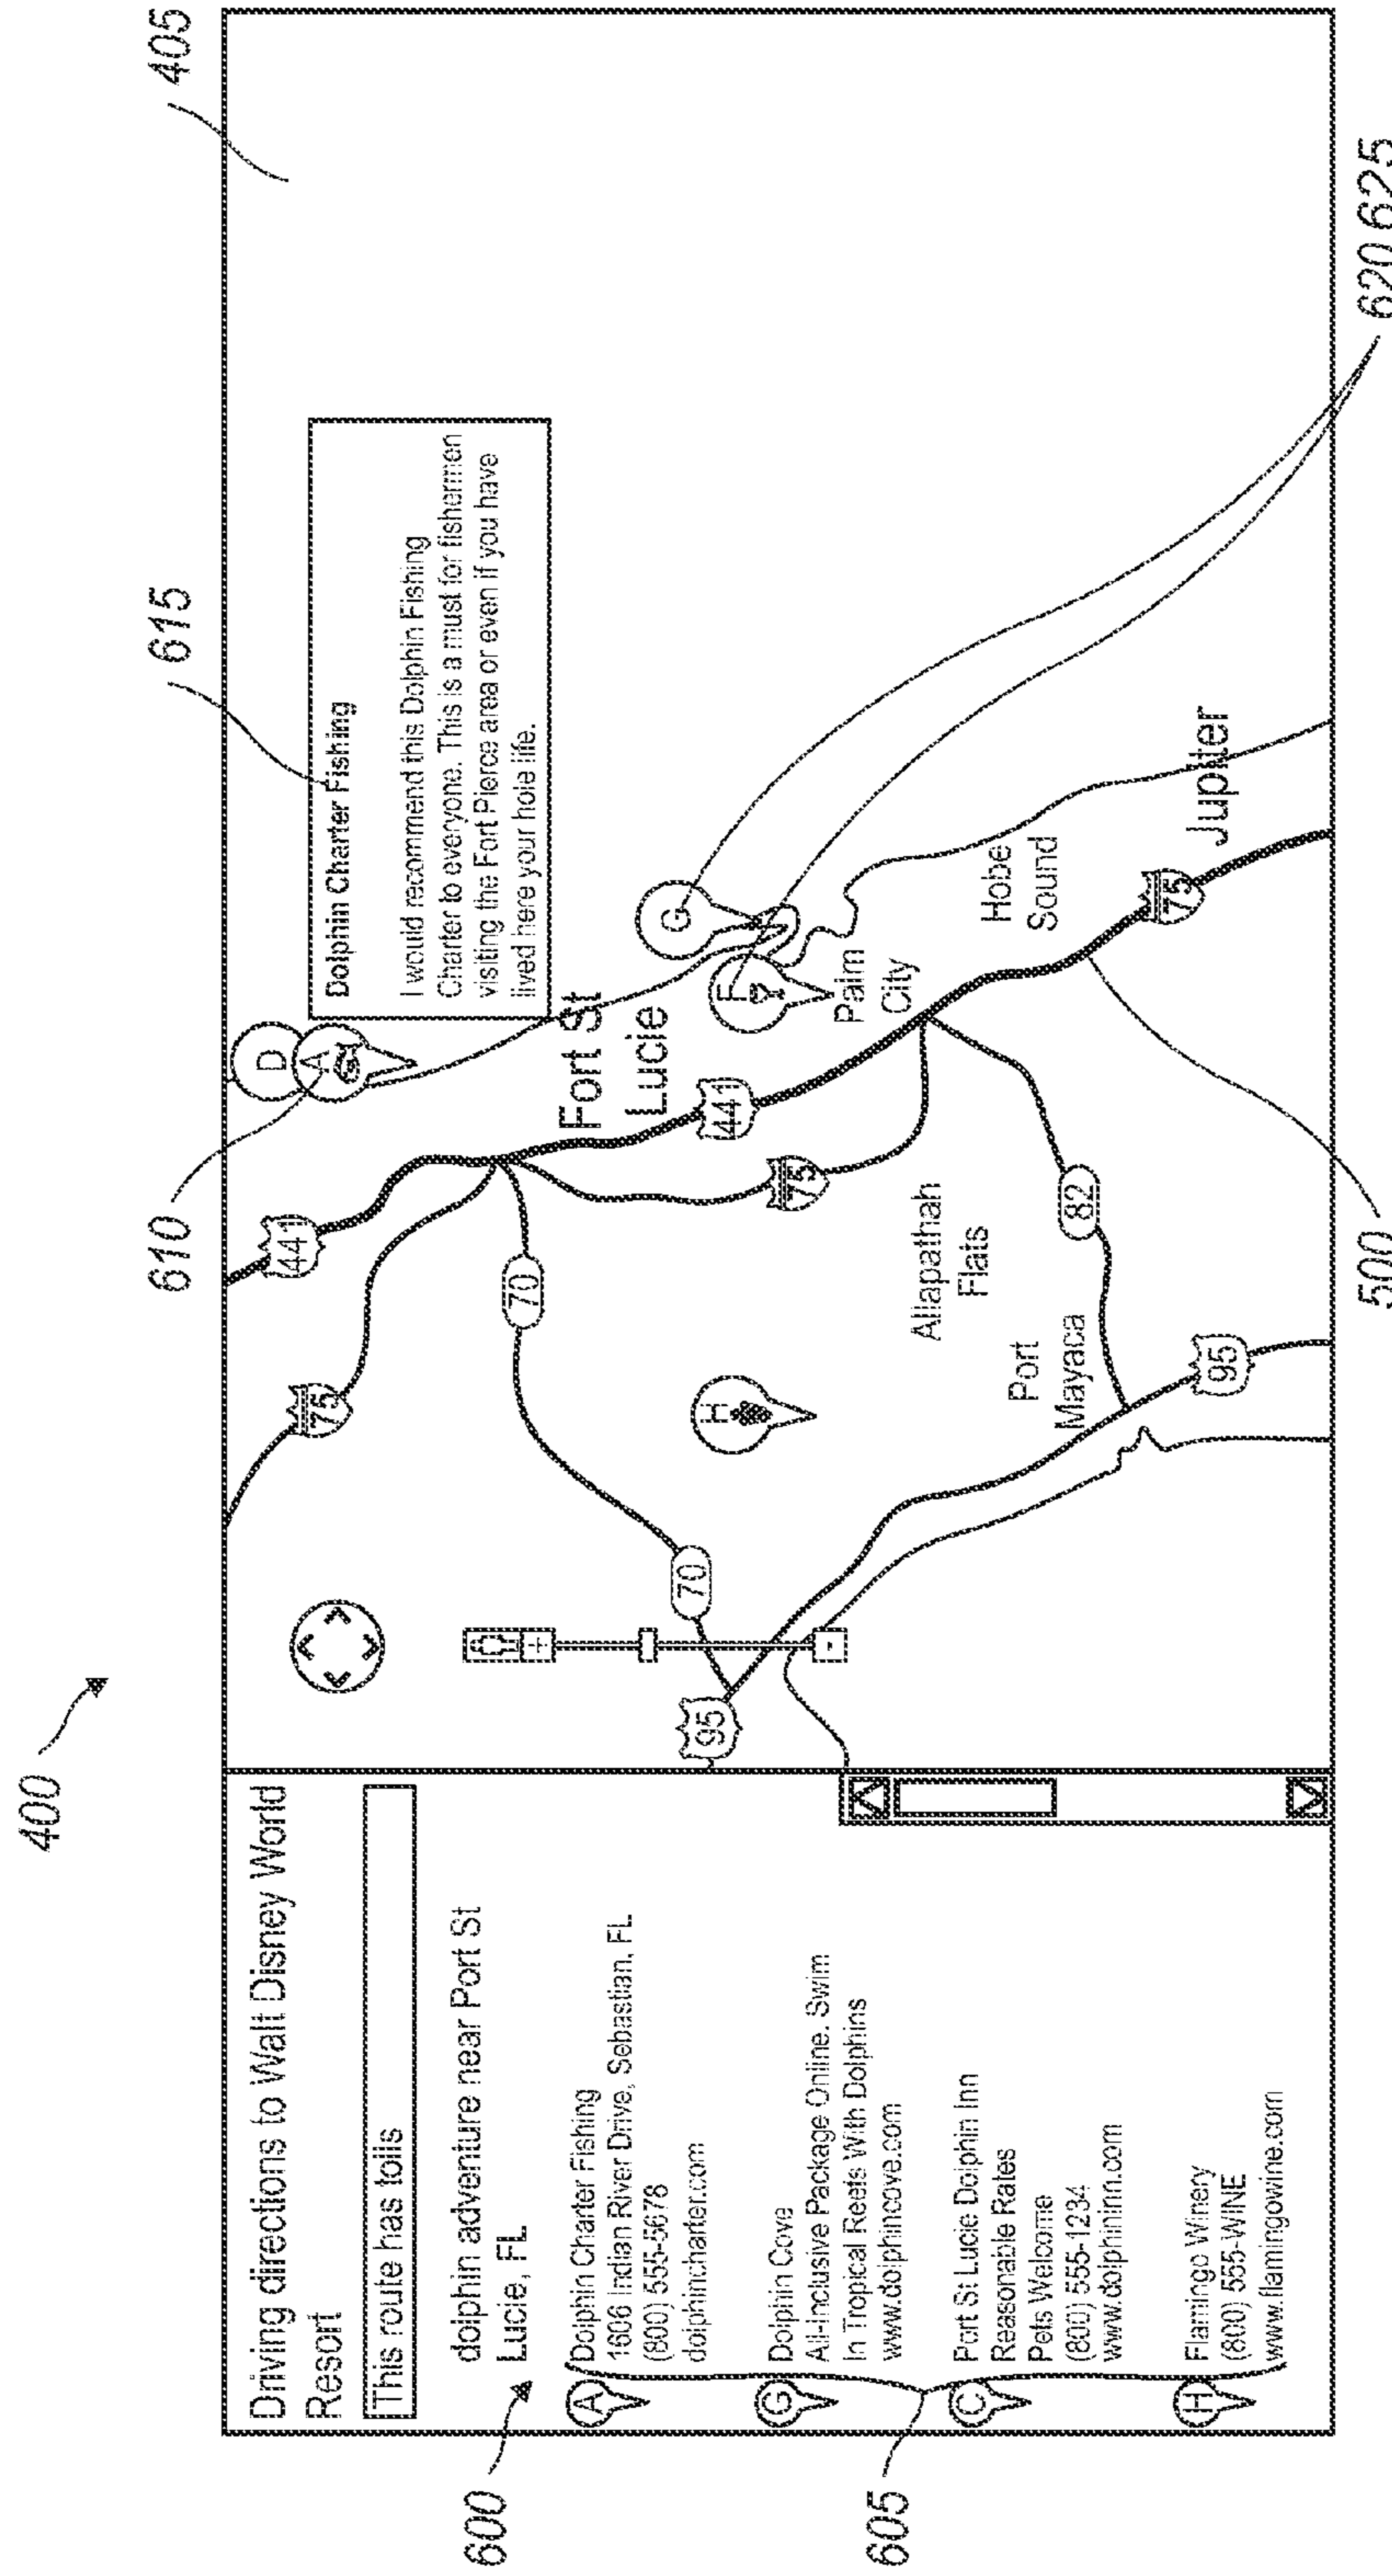 400
405
615
610
600
605
620
625
500
Driving directions to Walt Disney World
Resort
This route has tolls
dolphin adventure near Port St
Lucie, FL
A
Dolphin Charter Fishing
1606 Indian River Drive, Sebastian, FL
(800) 555-5678
dolphincharter.com
G
Dolphin Cove
All-Inclusive Package Online. Swim
In Tropical Reefs With Dolphins
www.dolphincove.com
C
Port St Lucie Dolphin Inn
Reasonable Rates
Pets Welcome
(800) 555-1234
www.dolphininn.com
H
Flamingo Winery
(800) 555-WINE
www.flamingowine.com
+
-
95
70
75
441
70
H
D
A
Dolphin Charter Fishing
I would recommend this Dolphin Fishing
Charter to everyone. This is a must for fishermen
visiting the Fort Pierce area or even if you have
lived here your hole life.
Fort St
Lucie
441
75
G
F
Palm
City
Allapathah
Flats
Port
Mayaca
82
95
Hobe
Sound
75
Jupiter